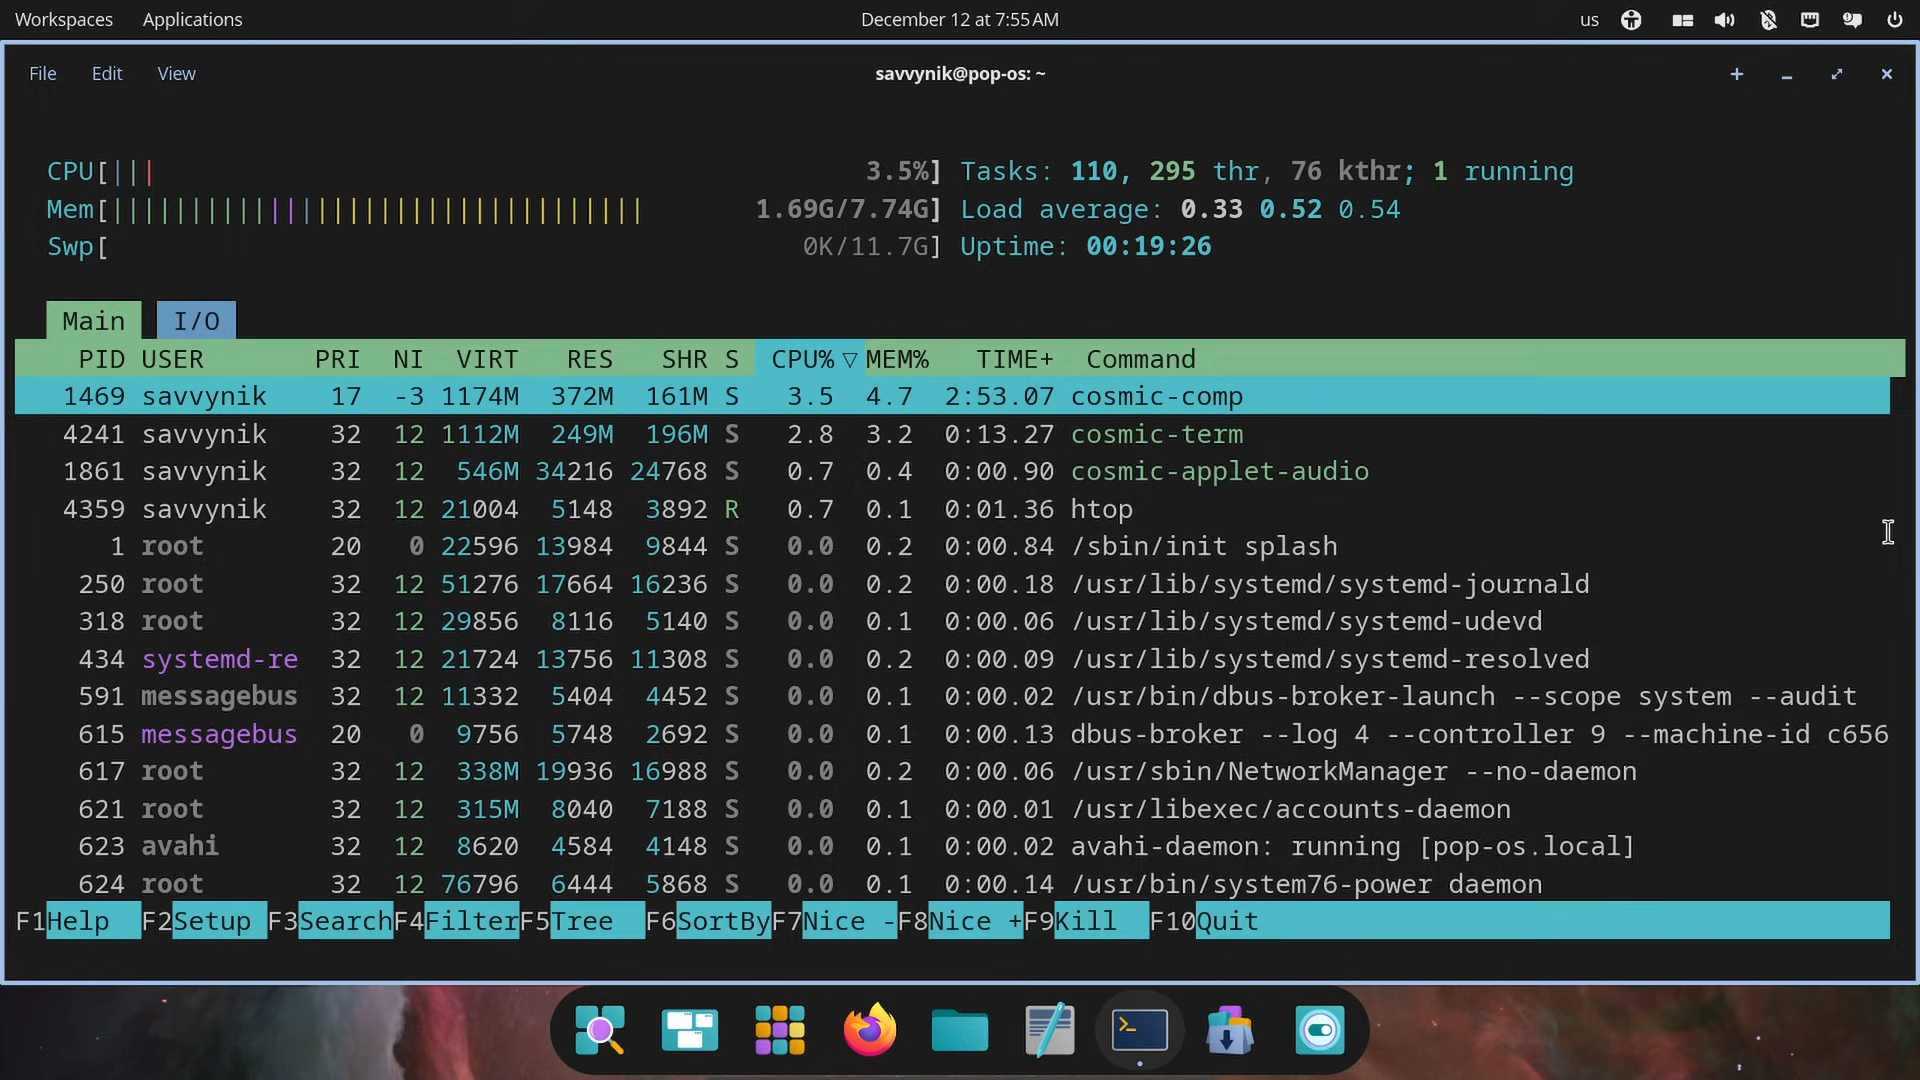 Workspaces Applications December 12 at 7:55 AM us
File Edit View savvynik@pop-os: ~
CPU[||| 3.5%] Tasks: 110, 295 thr, 76 kthr; 1 running
Mem[||||||||||||||||||||||||||||||||| 1.69G/7.74G] Load average: 0.33 0.52 0.54
Swp[ 0K/11.7G] Uptime: 00:19:26
Main I/O
PID USER PRI NI VIRT RES SHR S CPU% ▽ MEM% TIME+ Command
1469 savvynik 17 -3 1174M 372M 161M S 3.5 4.7 2:53.07 cosmic-comp
4241 savvynik 32 12 1112M 249M 196M S 2.8 3.2 0:13.27 cosmic-term
1861 savvynik 32 12 546M 34216 24768 S 0.7 0.4 0:00.90 cosmic-applet-audio
4359 savvynik 32 12 21004 5148 3892 R 0.7 0.1 0:01.36 htop
1 root 20 0 22596 13984 9844 S 0.0 0.2 0:00.84 /sbin/init splash
250 root 32 12 51276 17664 16236 S 0.0 0.2 0:00.18 /usr/lib/systemd/systemd-journald
318 root 32 12 29856 8116 5140 S 0.0 0.1 0:00.06 /usr/lib/systemd/systemd-udevd
434 systemd-re 32 12 21724 13756 11308 S 0.0 0.2 0:00.09 /usr/lib/systemd/systemd-resolved
591 messagebus 32 12 11332 5404 4452 S 0.0 0.1 0:00.02 /usr/bin/dbus-broker-launch --scope system --audit
615 messagebus 20 0 9756 5748 2692 S 0.0 0.1 0:00.13 dbus-broker --log 4 --controller 9 --machine-id c656
617 root 32 12 338M 19936 16988 S 0.0 0.2 0:00.06 /usr/sbin/NetworkManager --no-daemon
621 root 32 12 315M 8040 7188 S 0.0 0.1 0:00.01 /usr/libexec/accounts-daemon
623 avahi 32 12 8620 4584 4148 S 0.0 0.1 0:00.02 avahi-daemon: running [pop-os.local]
624 root 32 12 76796 6444 5868 S 0.0 0.1 0:00.14 /usr/bin/system76-power daemon
F1Help F2Setup F3SearchF4FilterF5Tree F6SortByF7Nice -F8Nice +F9Kill F10Quit